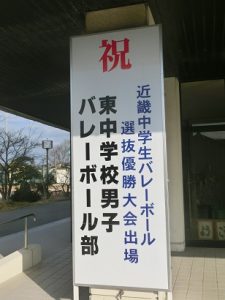 祝
近畿中学生バレーボール
選抜優勝大会出場
東中学校男子
バレーボール部